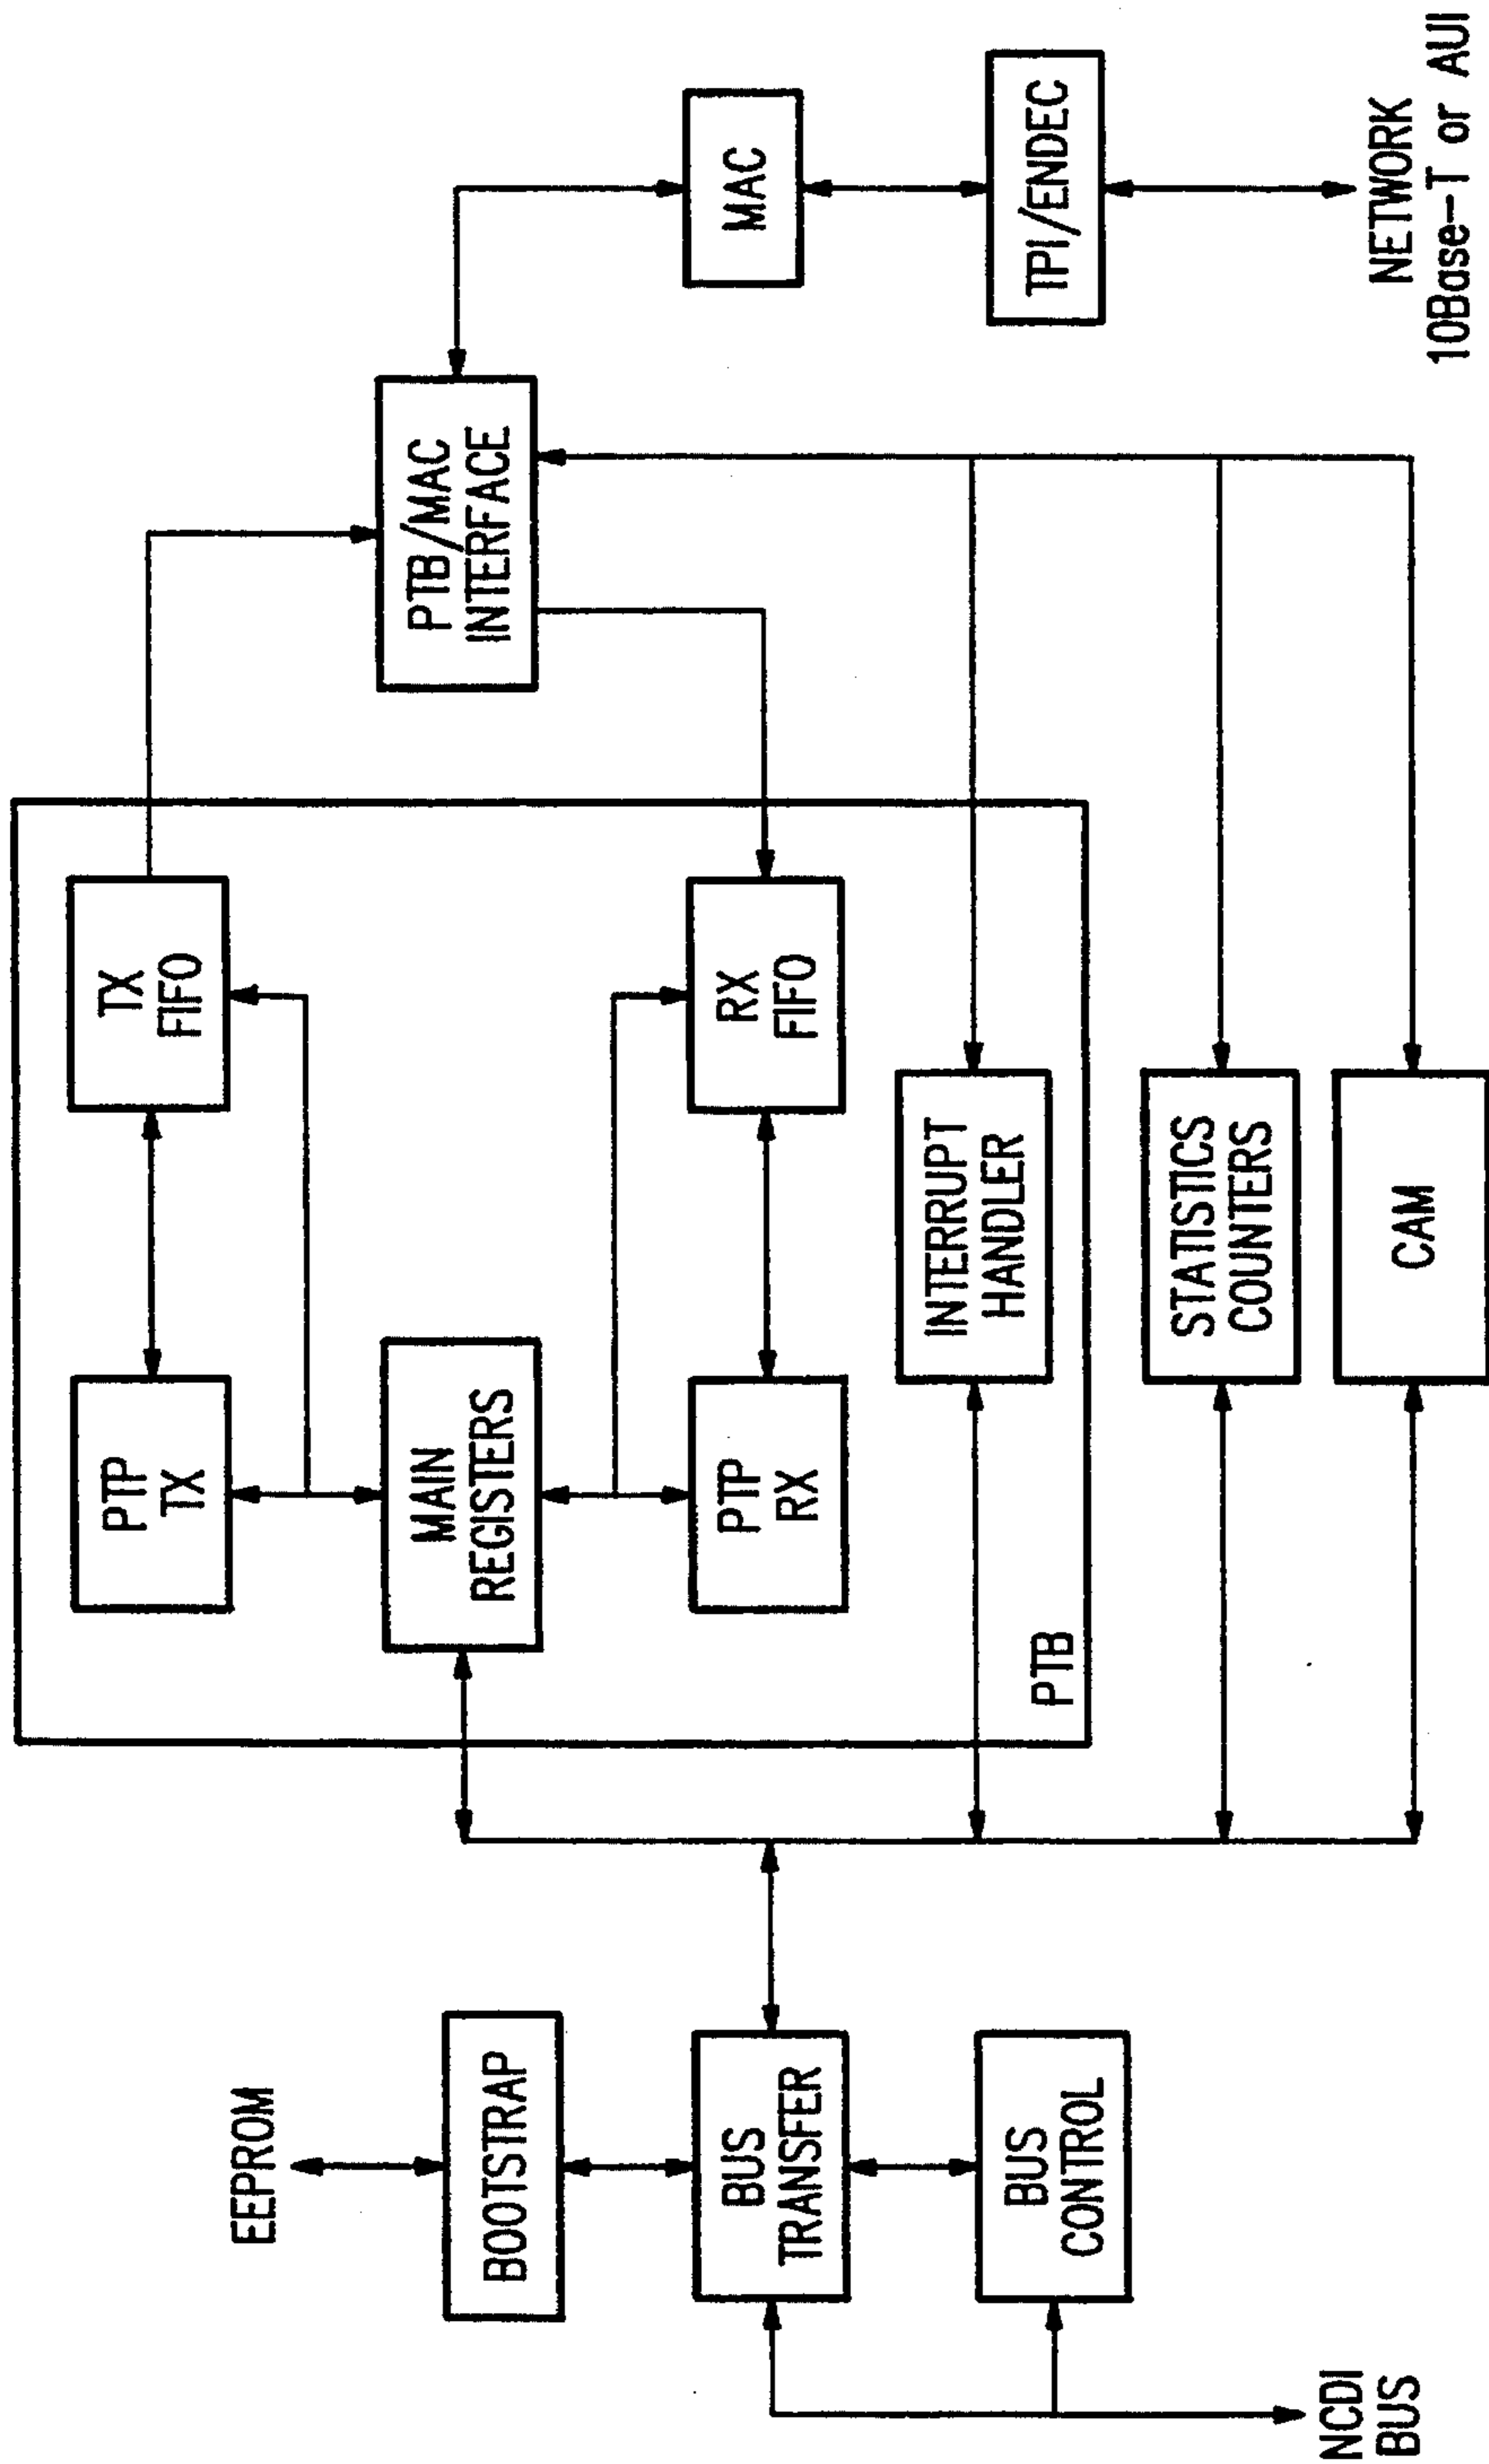 EEPROM
BOOTSTRAP
BUS
TRANSFER
BUS
CONTROL
NCDI
BUS
PTP
TX
TX
FIFO
MAIN
REGISTERS
PTP
RX
RX
FIFO
INTERRUPT
HANDLER
PTB
STATISTICS
COUNTERS
CAM
PTB/MAC
INTERFACE
MAC
TPI/ENDEC
NETWORK
10Base-T or AUI